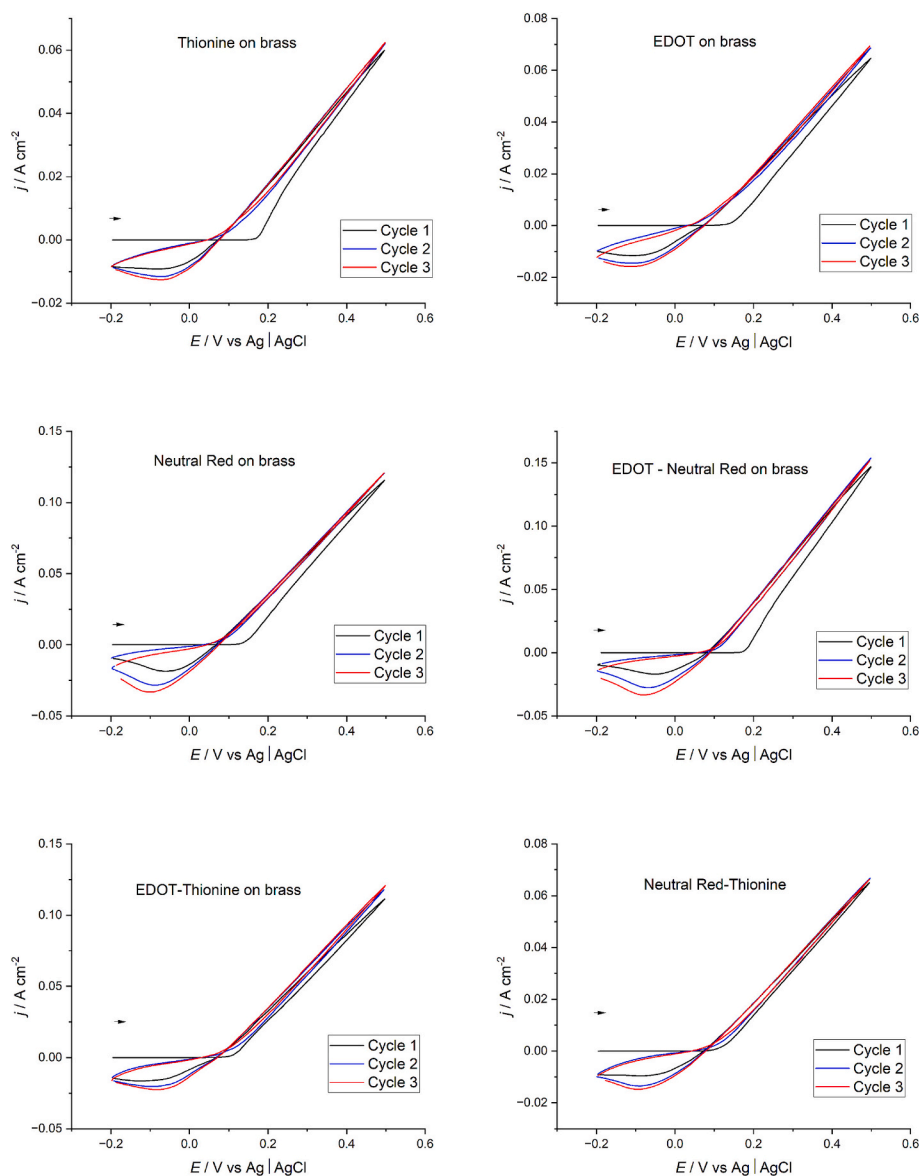 Thionine on brass
0.06
0.04
0.02
0.00
−0.02
j / A cm⁻²
Cycle 1
Cycle 2
Cycle 3
−0.2 0.0 0.2 0.4 0.6
E / V vs Ag|AgCl
EDOT on brass
0.08
0.06
0.04
0.02
0.00
−0.02
j / A cm⁻²
Cycle 1
Cycle 2
Cycle 3
−0.2 0.0 0.2 0.4 0.6
E / V vs Ag|AgCl
0.15
Neutral Red on brass
0.10
0.05
0.00
−0.05
j / A cm⁻²
Cycle 1
Cycle 2
Cycle 3
−0.2 0.0 0.2 0.4 0.6
E / V vs Ag|AgCl
EDOT - Neutral Red on brass
0.15
0.10
0.05
0.00
−0.05
j / A cm⁻²
Cycle 1
Cycle 2
Cycle 3
−0.2 0.0 0.2 0.4 0.6
E / V vs Ag|AgCl
0.15
EDOT-Thionine on brass
0.10
0.05
0.00
−0.05
j / A cm⁻²
Cycle 1
Cycle 2
Cycle 3
−0.2 0.0 0.2 0.4 0.6
E / V vs Ag|AgCl
0.08
Neutral Red-Thionine
0.06
0.04
0.02
0.00
−0.02
j / A cm⁻²
Cycle 1
Cycle 2
Cycle 3
−0.2 0.0 0.2 0.4 0.6
E / V vs Ag|AgCl